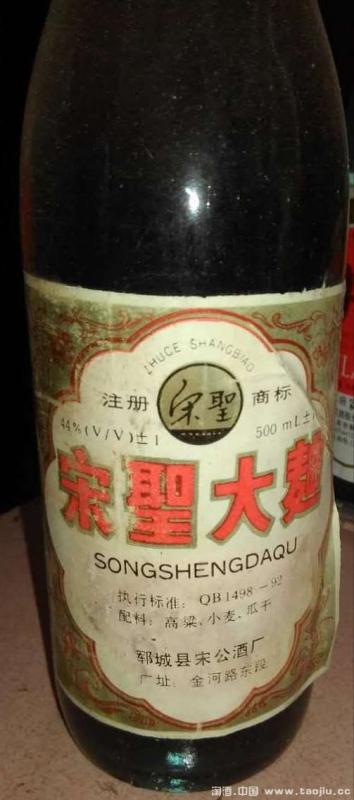 ZHUCE SHANGBIAO
注册 宋聖 商标
44%(V/V)±1 500 mL±
宋聖大麯
SONGSHENGDAQU
执行标准: QB1498-92
配料: 高粱、小麦、瓜干
郓城县宋公酒厂
厂址: 金河路东段
淘酒.中国 www.taojiu.cc